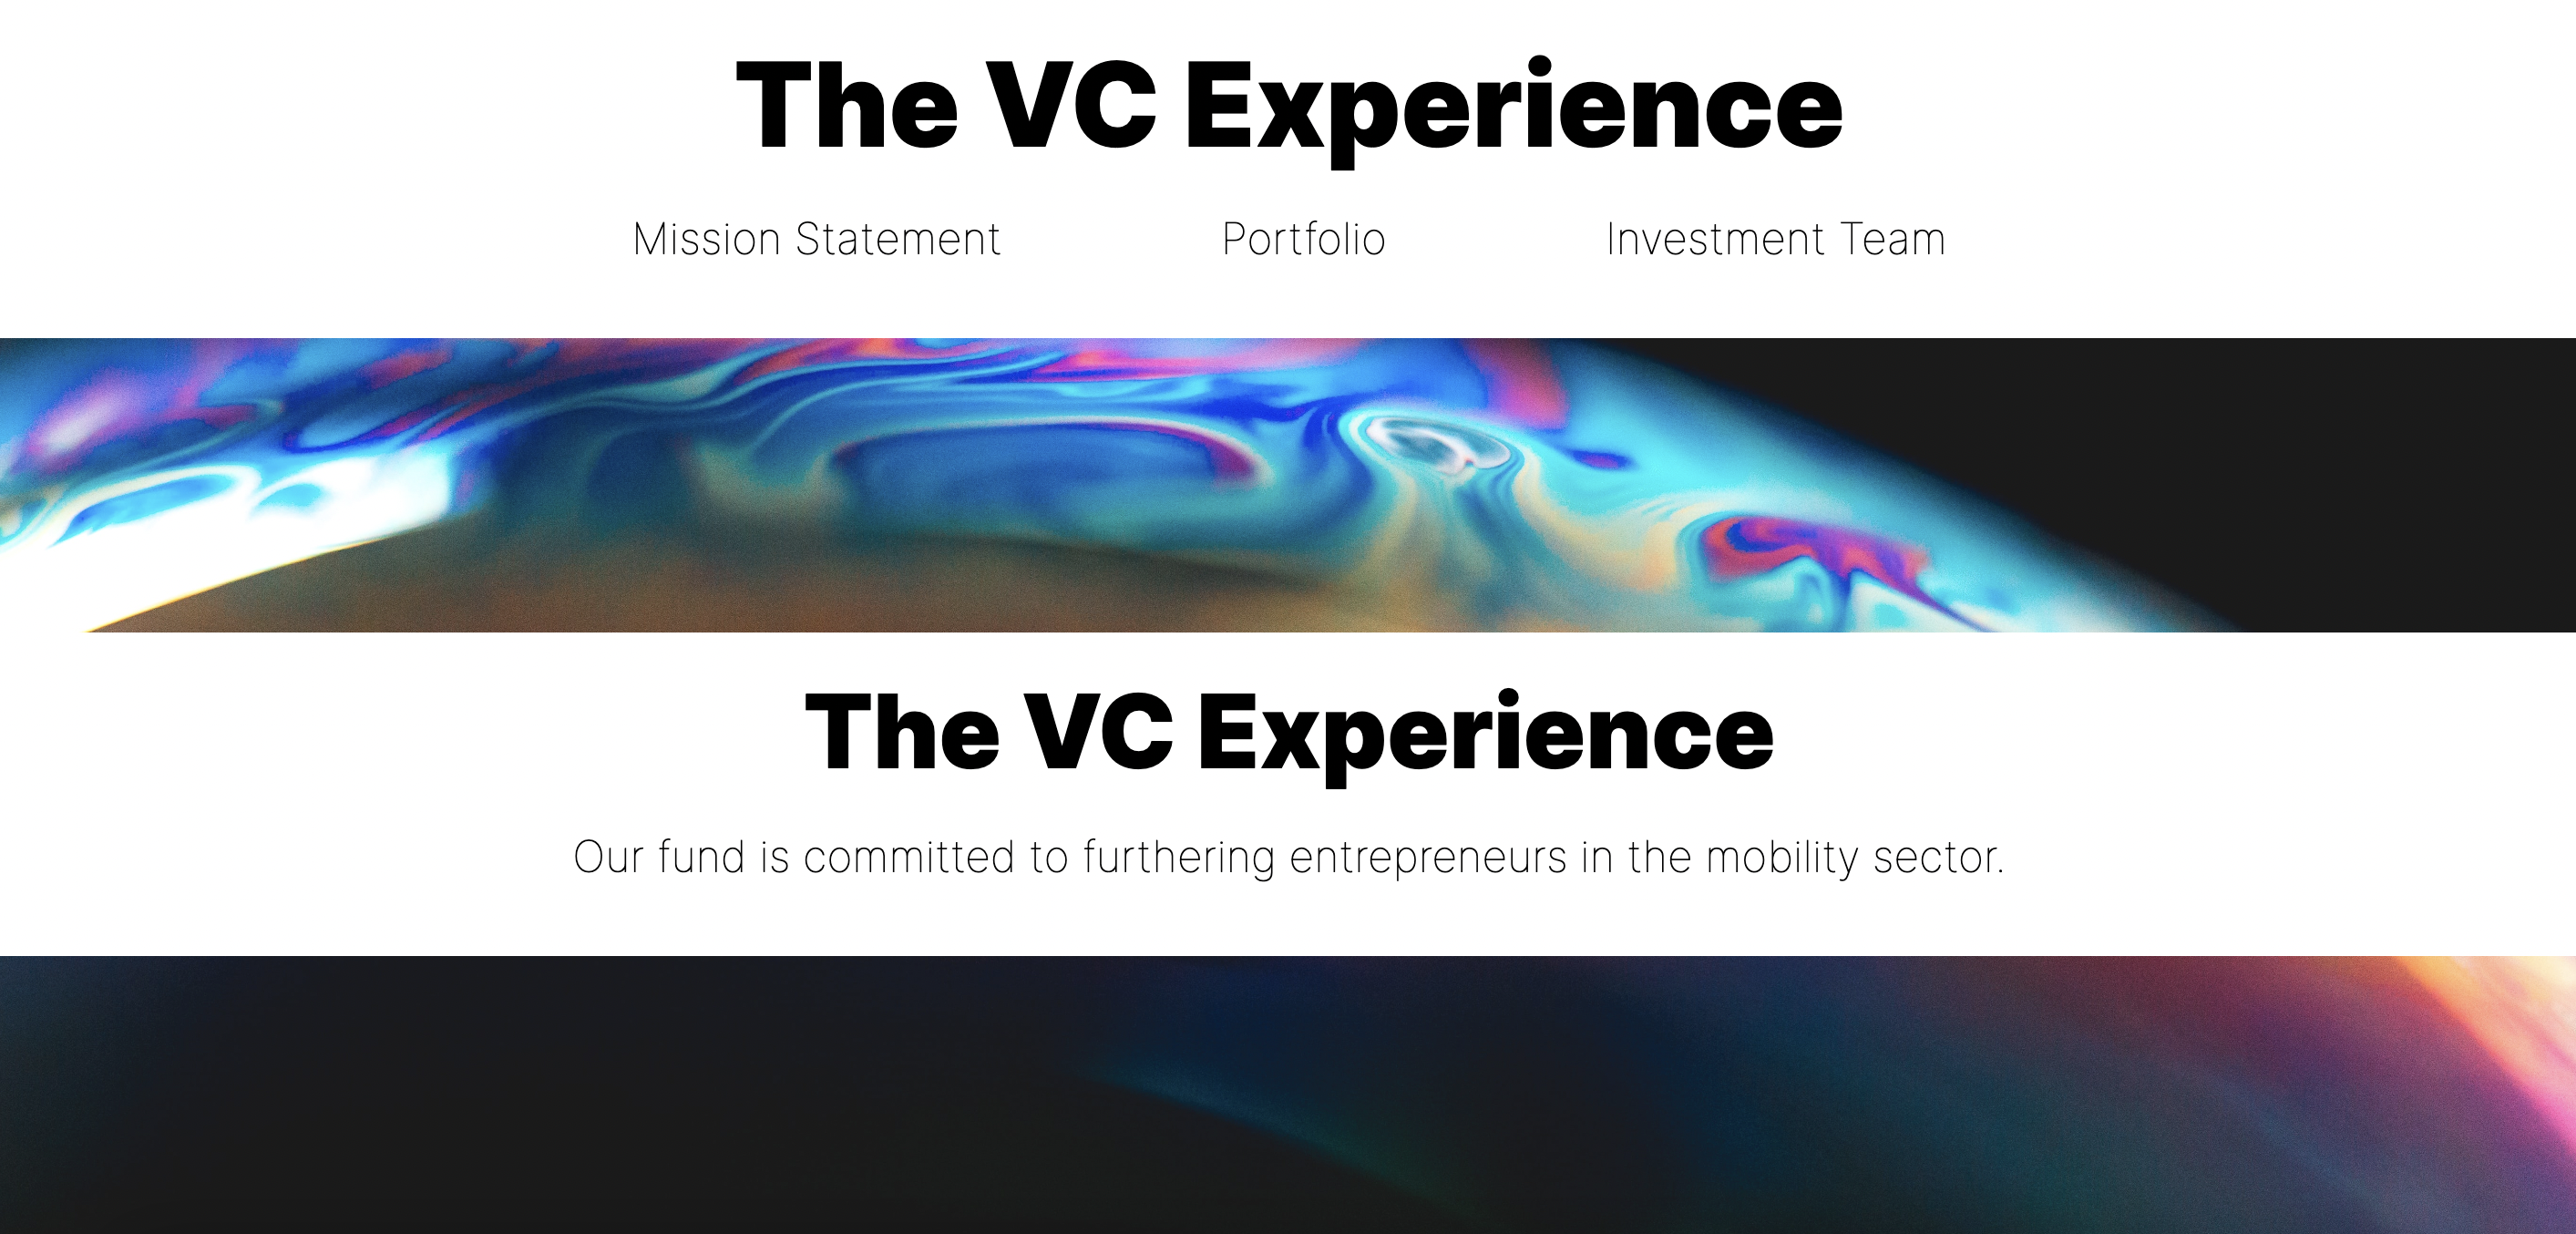 The VC Experience
Mission Statement Portfolio Investment Team
The VC Experience
Our fund is committed to furthering entrepreneurs in the mobility sector.